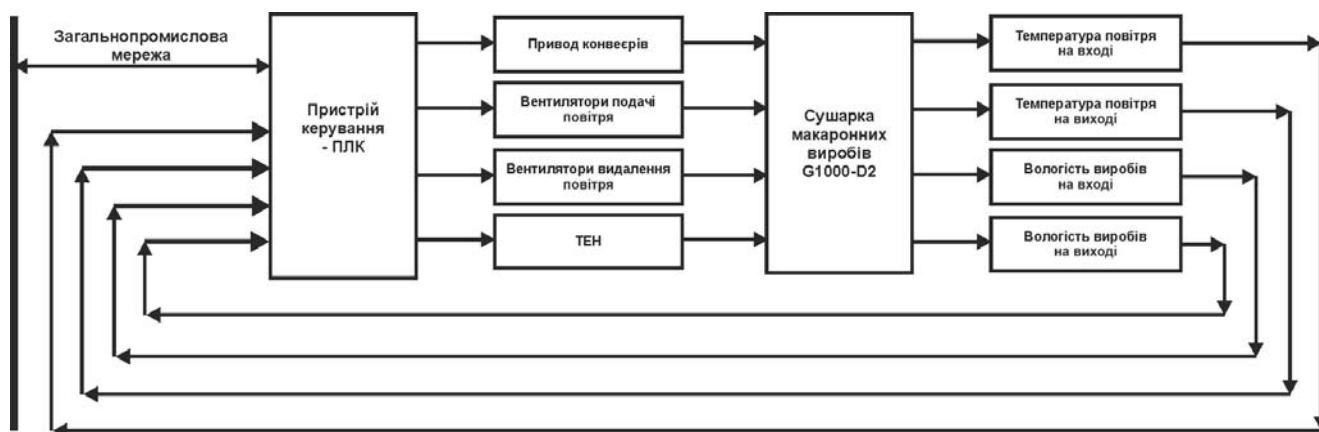 Загальнопромислова
мережа
Пристрій
керування
- ПЛК
Привод конвеєрів
Вентилятори подачі
повітря
Вентилятори видалення
повітря
ТЕН
Сушарка
макаронних
виробів
G1000-D2
Температура повітря
на вході
Температура повітря
на виході
Вологість виробів
на вході
Вологість виробів
на виході